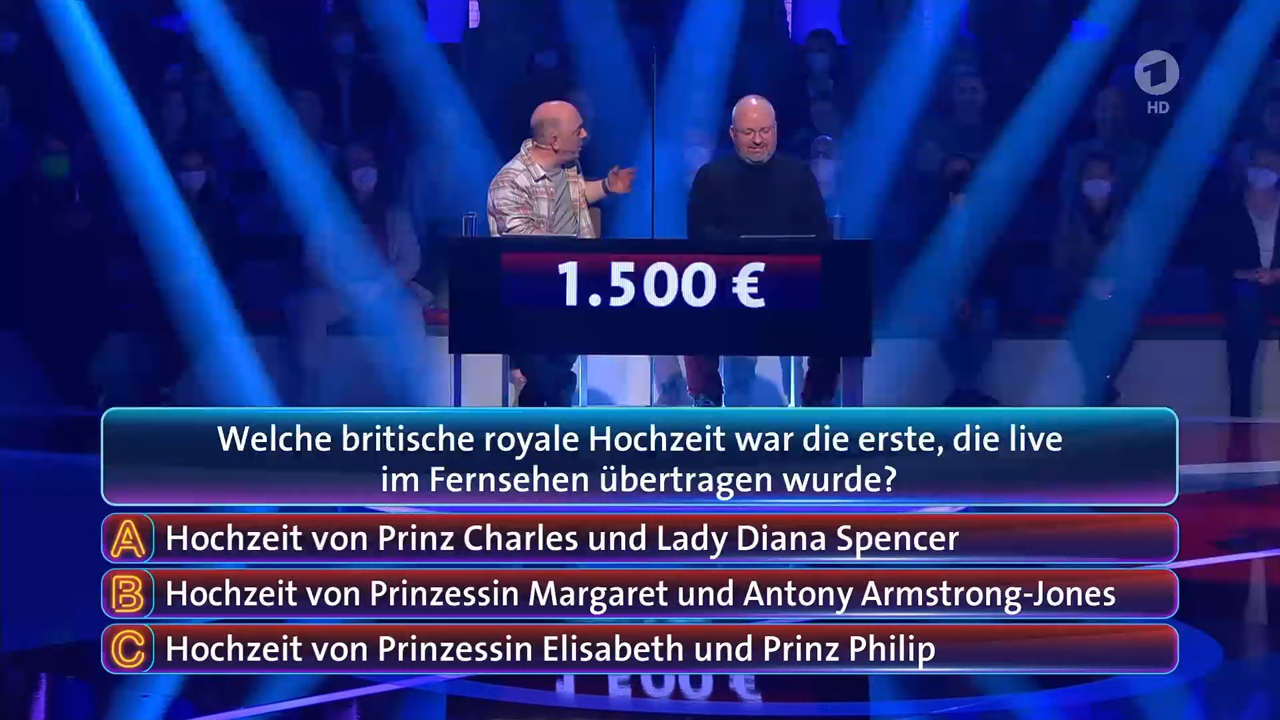 1
HD
1.500 €
Welche britische royale Hochzeit war die erste, die live
im Fernsehen übertragen wurde?
A Hochzeit von Prinz Charles und Lady Diana Spencer
B Hochzeit von Prinzessin Margaret und Antony Armstrong-Jones
C Hochzeit von Prinzessin Elisabeth und Prinz Philip
1.500 €